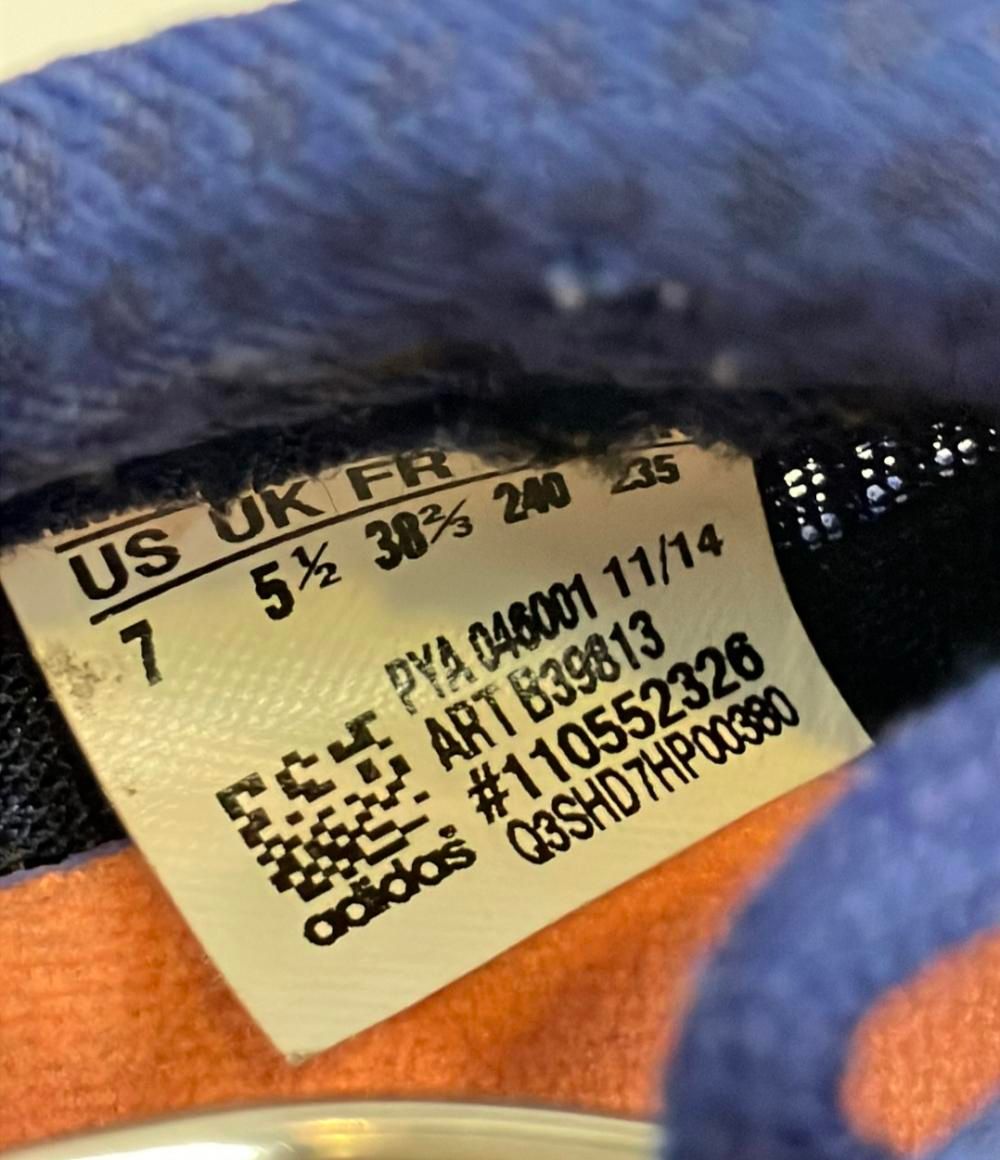 US UK FR
7 5½ 38⅔ 240 235
PYA 046001 11/14
ART B39813
#110552326
Q3SHD7HP00380
adidas